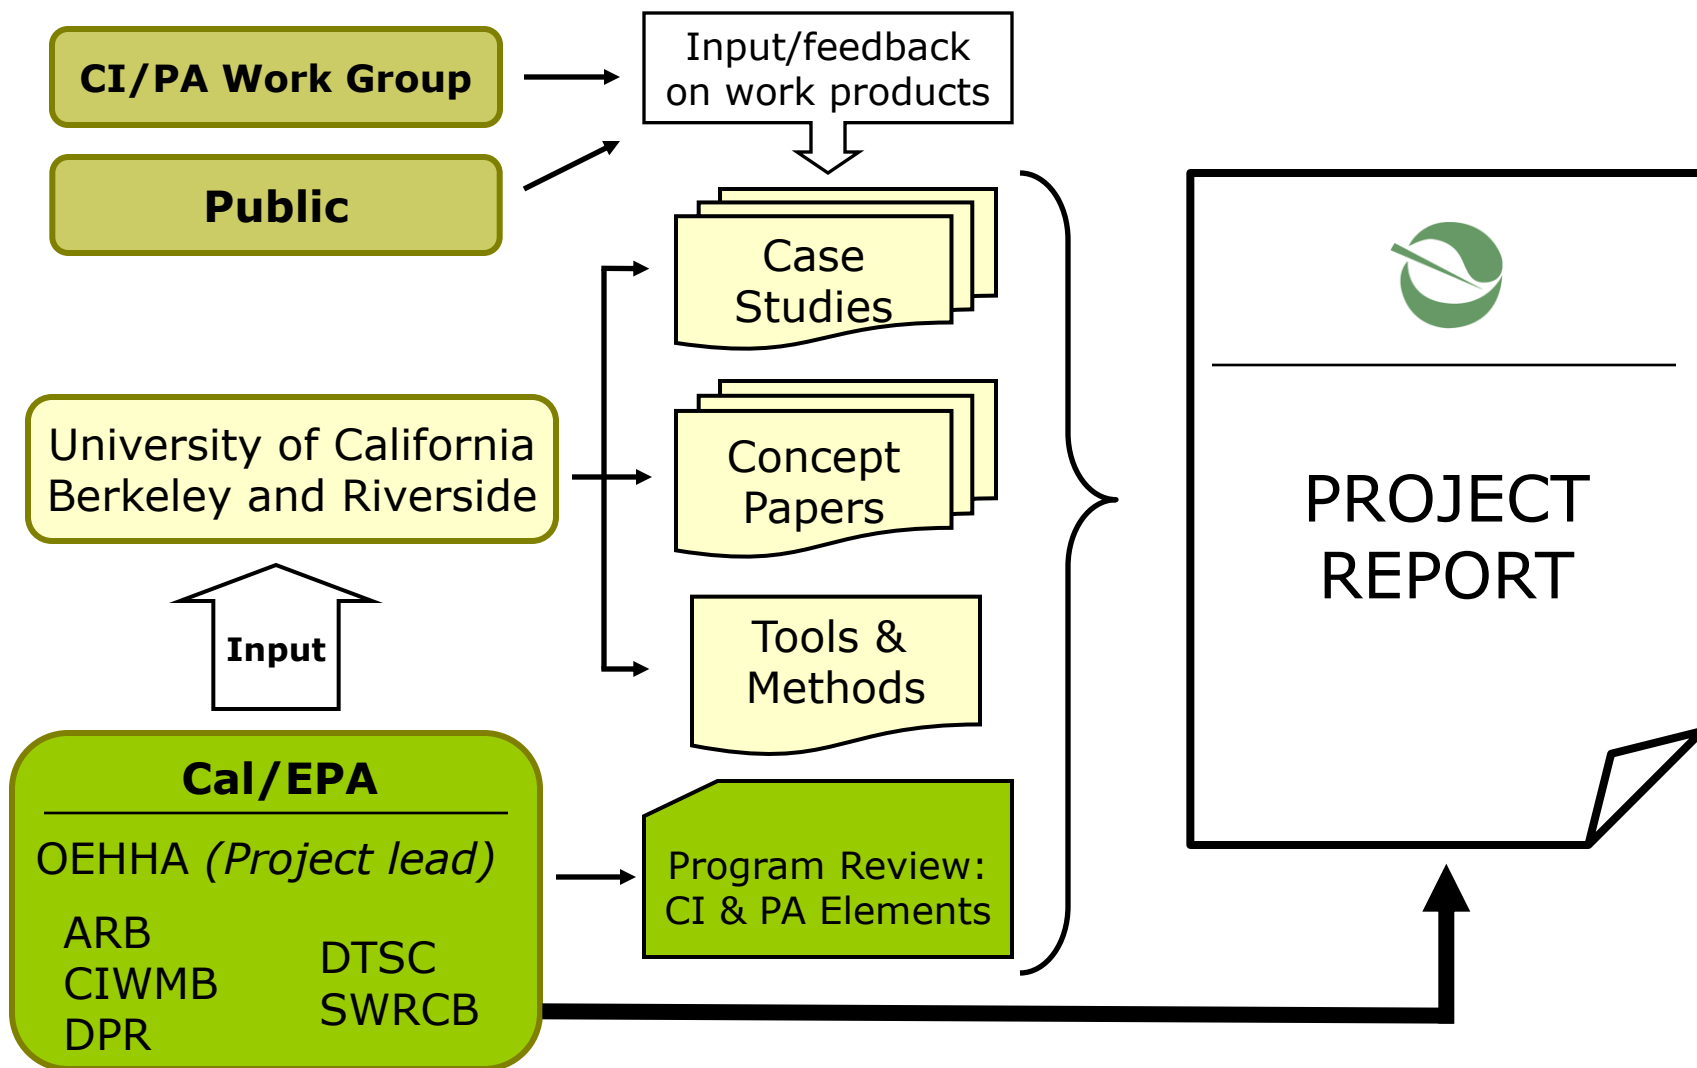 CI/PA Work Group
Public
Input/feedback
on work products
Case
Studies
University of California
Berkeley and Riverside
Concept
Papers
Input
Tools &
Methods
Cal/EPA
OEHHA (Project lead)
ARB
CIWMB
DPR
DTSC
SWRCB
Program Review:
CI & PA Elements
PROJECT
REPORT